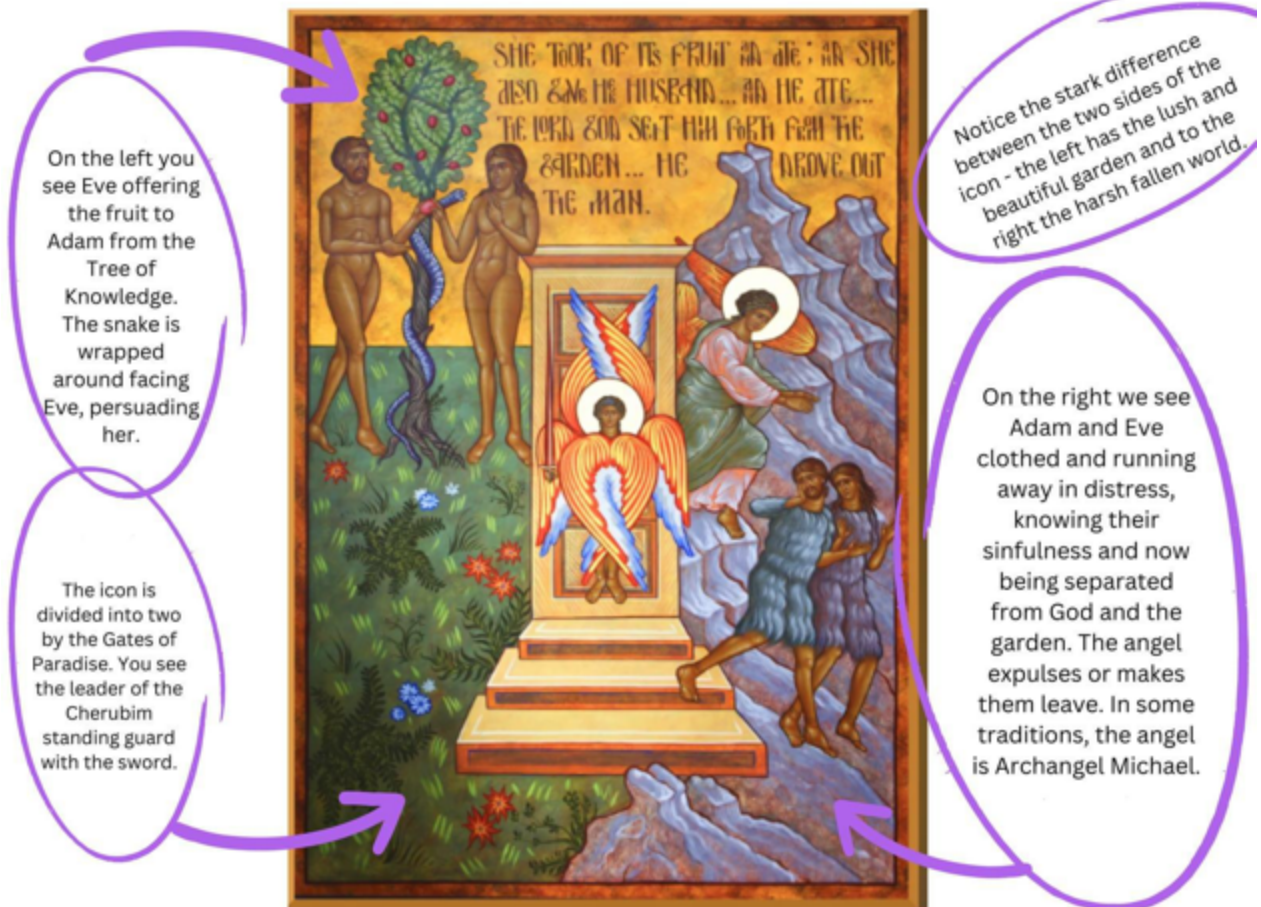 On the left you
see Eve offering
the fruit to
Adam from the
Tree of
Knowledge.
The snake is
wrapped
around facing
Eve, persuading
her.
The icon is
divided into two
by the Gates of
Paradise. You see
the leader of the
Cherubim
standing guard
with the sword.
SHE TOOK OF ITS FRUIT AN ATE; AN SHE
ALSO GAVE HE HUSBAND... AN HE ATE...
THE LORD GOD SENT HIM FORTH FROM THE
GARDEN... HE DROVE OUT
THE MAN.
Notice the stark difference
between the two sides of the
icon - the left has the lush and
beautiful garden and to the
right the harsh fallen world.
On the right we see
Adam and Eve
clothed and running
away in distress,
knowing their
sinfulness and now
being separated
from God and the
garden. The angel
expulses or makes
them leave. In some
traditions, the angel
is Archangel Michael.